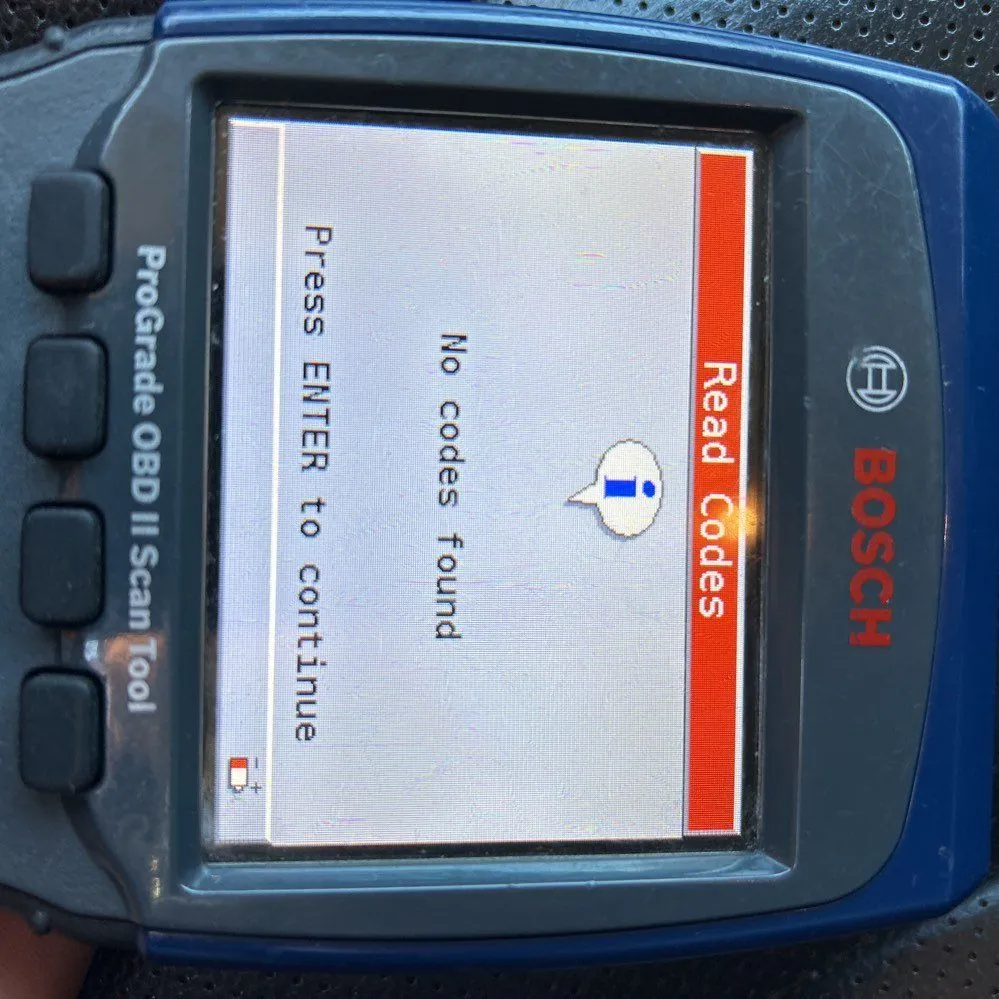 BOSCH
Read Codes
i
No codes found
Press ENTER to continue
- +
ProGrade OBD II Scan Tool